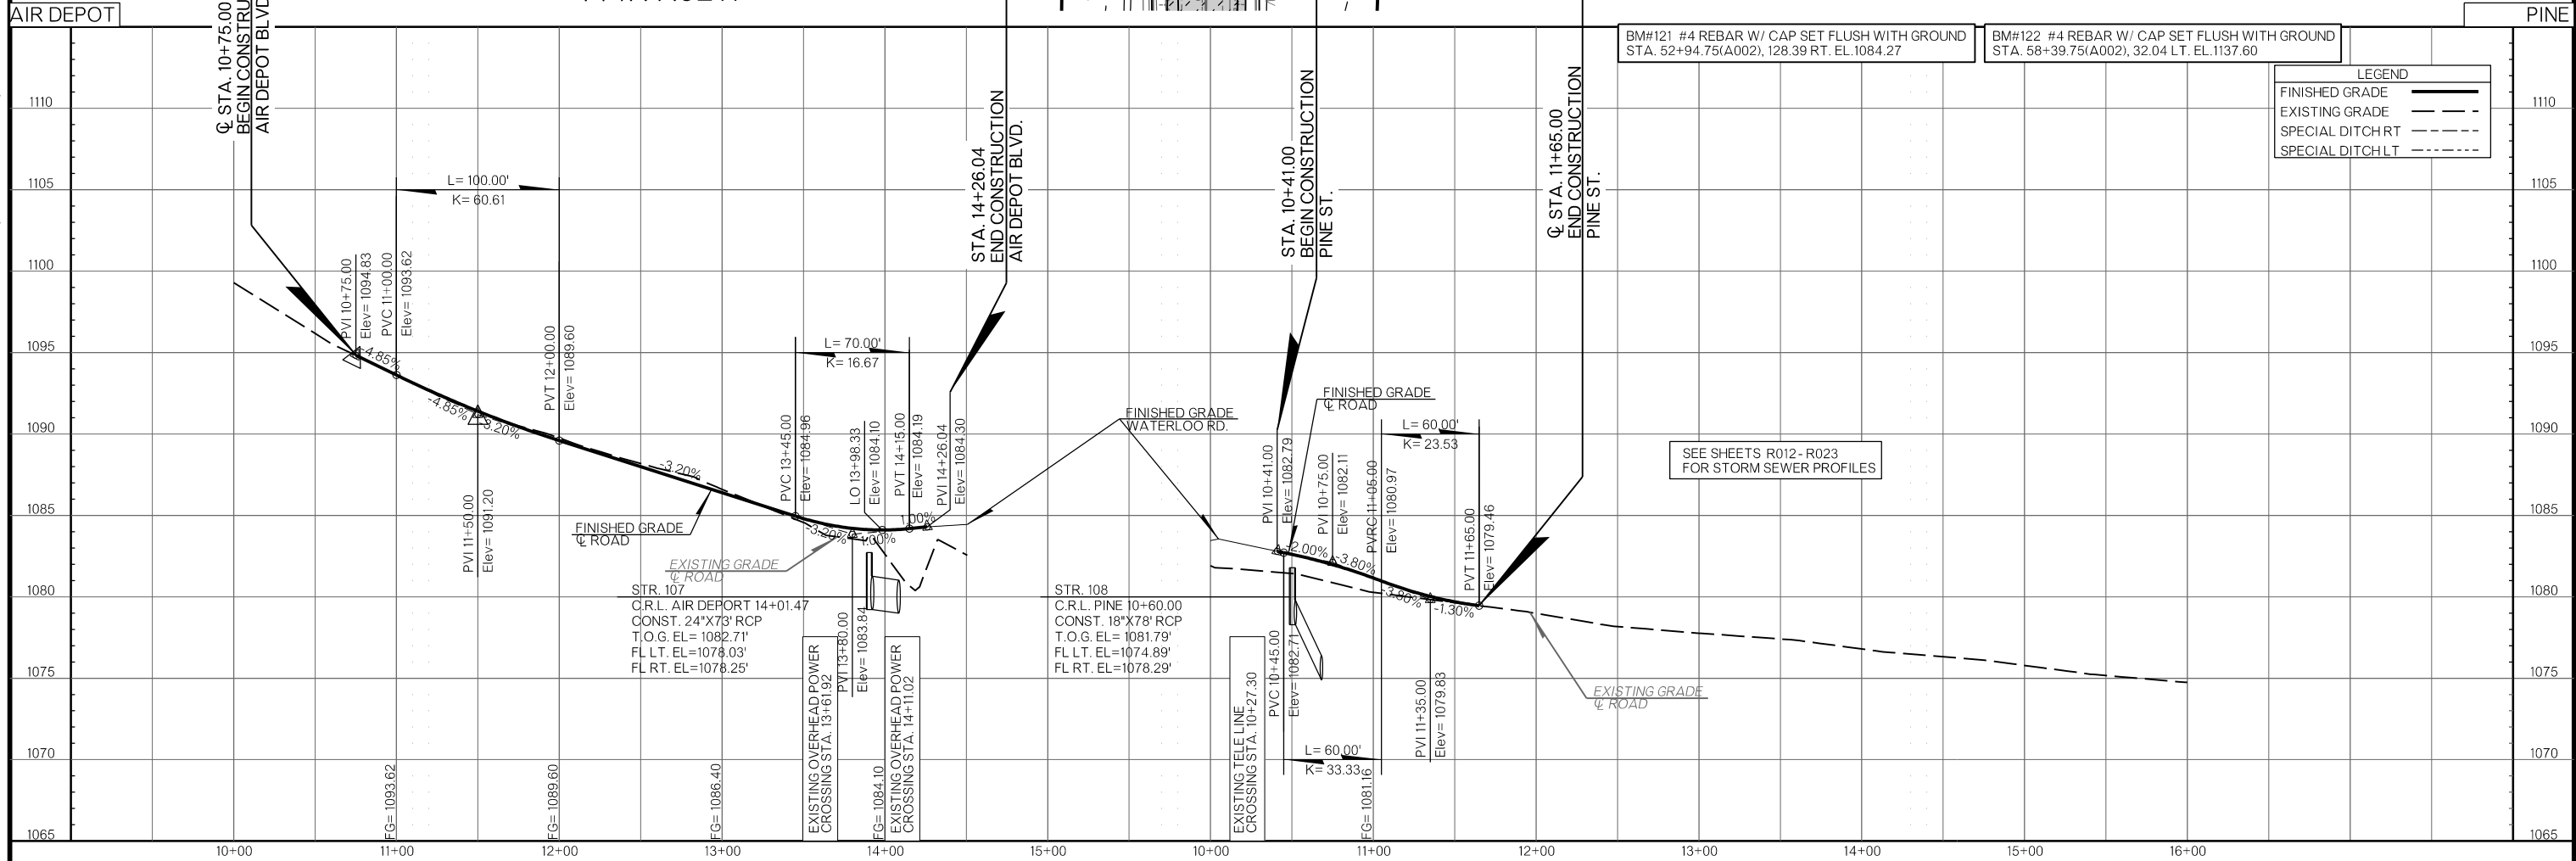 AIR DEPOT
PINE
℄ STA. 10+75.00
BEGIN CONSTRU
AIR DEPOT BLVD
STA. 14+26.04
END CONSTRUCTION
AIR DEPOT BLVD.
STA. 10+41.00
BEGIN CONSTRUCTION
PINE ST.
℄ STA. 11+65.00
END CONSTRUCTION
PINE ST.
BM#121 #4 REBAR W/ CAP SET FLUSH WITH GROUND
STA. 52+94.75(A002), 128.39 RT. EL.1084.27
BM#122 #4 REBAR W/ CAP SET FLUSH WITH GROUND
STA. 58+39.75(A002), 32.04 LT. EL.1137.60
LEGEND
FINISHED GRADE
EXISTING GRADE
SPECIAL DITCH RT
SPECIAL DITCH LT
1110
1105
1100
1095
1090
1085
1080
1075
1070
1065
1110
1105
1100
1095
1090
1085
1080
1075
1070
1065
L= 100.00'
K= 60.61
PVI 10+75.00
Elev= 1094.83
PVC 11+00.00
Elev= 1093.62
PVT 12+00.00
Elev= 1089.60
-4.85%
-4.85%
-3.20%
PVI 11+50.00
Elev= 1091.20
-3.20%
FINISHED GRADE
℄ ROAD
L= 70.00'
K= 16.67
PVC 13+45.00
Elev= 1084.96
LO 13+98.33
Elev= 1084.10
PVT 14+15.00
Elev= 1084.19
PVI 14+26.04
Elev= 1084.30
1.00%
-3.20%
1.00%
EXISTING GRADE
℄ ROAD
PVI 13+80.00
Elev= 1083.84
STR. 107
C.R.L. AIR DEPORT 14+01.47
CONST. 24"X73' RCP
T.O.G. EL= 1082.71'
FL LT. EL=1078.03'
FL RT. EL=1078.25'
EXISTING OVERHEAD POWER
CROSSING STA. 13+61.92
EXISTING OVERHEAD POWER
CROSSING STA. 14+11.02
FINISHED GRADE
WATERLOO RD.
FINISHED GRADE
℄ ROAD
PVI 10+41.00
Elev= 1082.79
PVI 10+75.00
Elev= 1082.11
PVRC 11+05.00
Elev= 1080.97
L= 60.00'
K= 23.53
PVT 11+65.00
Elev= 1079.46
-2.00%
-3.80%
-3.80%
-1.30%
STR. 108
C.R.L. PINE 10+60.00
CONST. 18"X78' RCP
T.O.G. EL= 1081.79'
FL LT. EL=1074.89'
FL RT. EL=1078.29'
EXISTING TELE LINE
CROSSING STA. 10+27.30
PVC 10+45.00
Elev= 1082.71
PVI 11+35.00
Elev= 1079.83
L= 60.00'
K= 33.33
SEE SHEETS R012-R023
FOR STORM SEWER PROFILES
EXISTING GRADE
℄ ROAD
FG= 1093.62
FG= 1089.60
FG= 1086.40
FG= 1084.10
FG= 1081.16
10+00
11+00
12+00
13+00
14+00
15+00
10+00
11+00
12+00
13+00
14+00
15+00
16+00